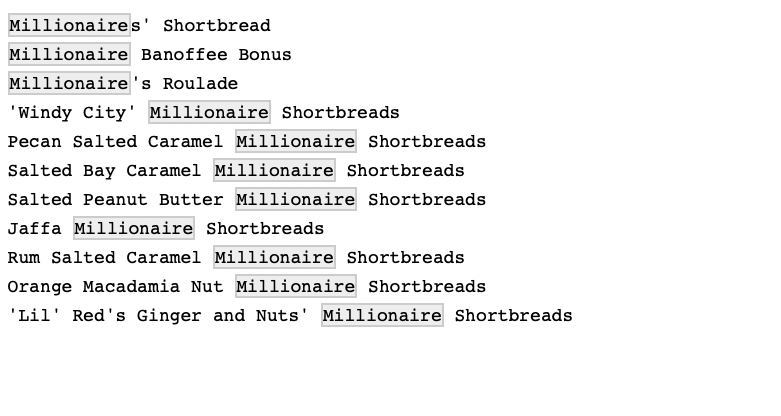 Millionaires' Shortbread
Millionaire Banoffee Bonus
Millionaire's Roulade
'Windy City' Millionaire Shortbreads
Pecan Salted Caramel Millionaire Shortbreads
Salted Bay Caramel Millionaire Shortbreads
Salted Peanut Butter Millionaire Shortbreads
Jaffa Millionaire Shortbreads
Rum Salted Caramel Millionaire Shortbreads
Orange Macadamia Nut Millionaire Shortbreads
'Lil' Red's Ginger and Nuts' Millionaire Shortbreads